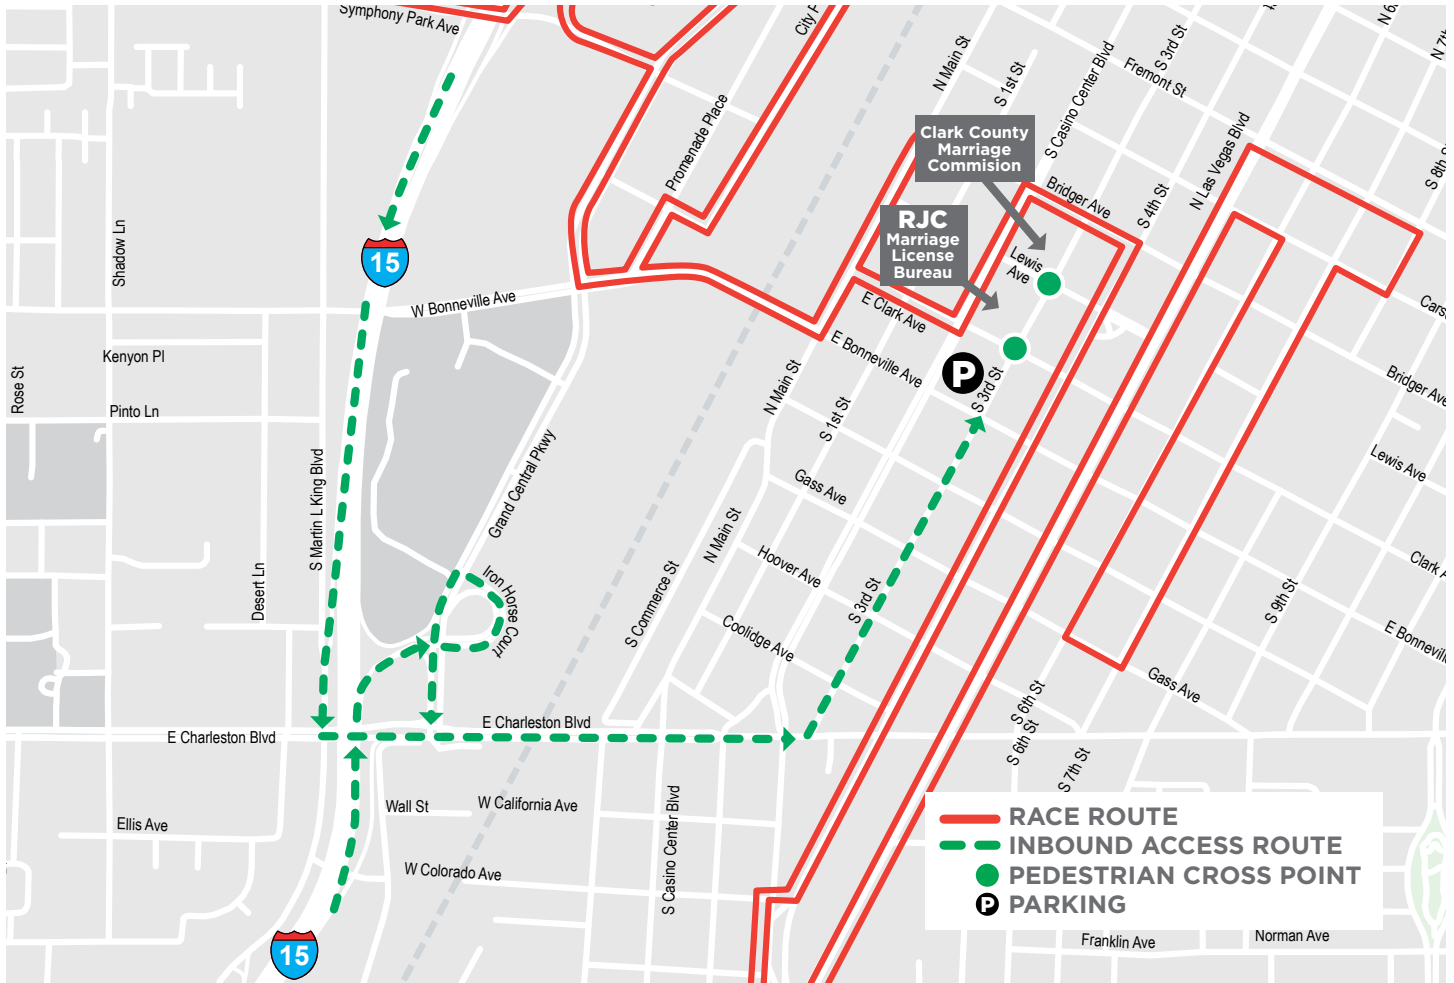 Symphony Park Ave
City P
N Main St
S 1st St
S Casino Center Blvd
S 3rd St
Fremont St
N 7th
Clark County
Marriage
Commision
Promenade Place
N Las Vegas Blvd
S 8th St
Bridger Ave
S 4th St
RJC
Marriage
License
Bureau
Shadow Ln
15
Lewis
Ave
W Bonneville Ave
E Clark Ave
Cars
E Bonneville Ave
Kenyon Pl
Rose St
P
S 3rd St
N Main St
Bridger Ave
Pinto Ln
S 1st St
Grand Central Pkwy
Lewis Ave
S Martin L King Blvd
Gass Ave
N Main St
Hoover Ave
Clark A
Desert Ln
Iron Horse Court
S Commerce St
S 3rd St
S 9th St
Coolidge Ave
E Bonneville
Gass Ave
S 6th St
E Charleston Blvd
E Charleston Blvd
S 6th St
S 7th St
Wall St
W California Ave
Ellis Ave
S Casino Center Blvd
W Colorado Ave
RACE ROUTE
INBOUND ACCESS ROUTE
PEDESTRIAN CROSS POINT
P PARKING
15
Franklin Ave
Norman Ave